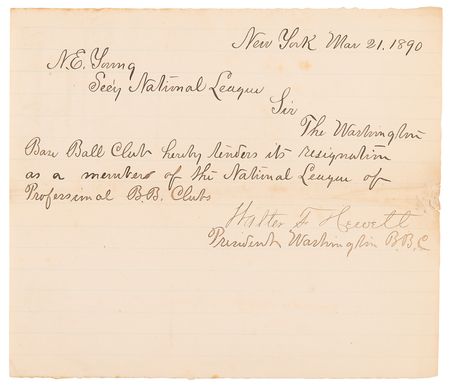 New York Mar 21. 1890
N.E. Young
Sec'y National League
Sir
The Washington
Base Ball Club hereby tenders its resignation
as a member of the National League of
Professional B.B. Clubs
Walter F Hewett
President Washington B.B.C